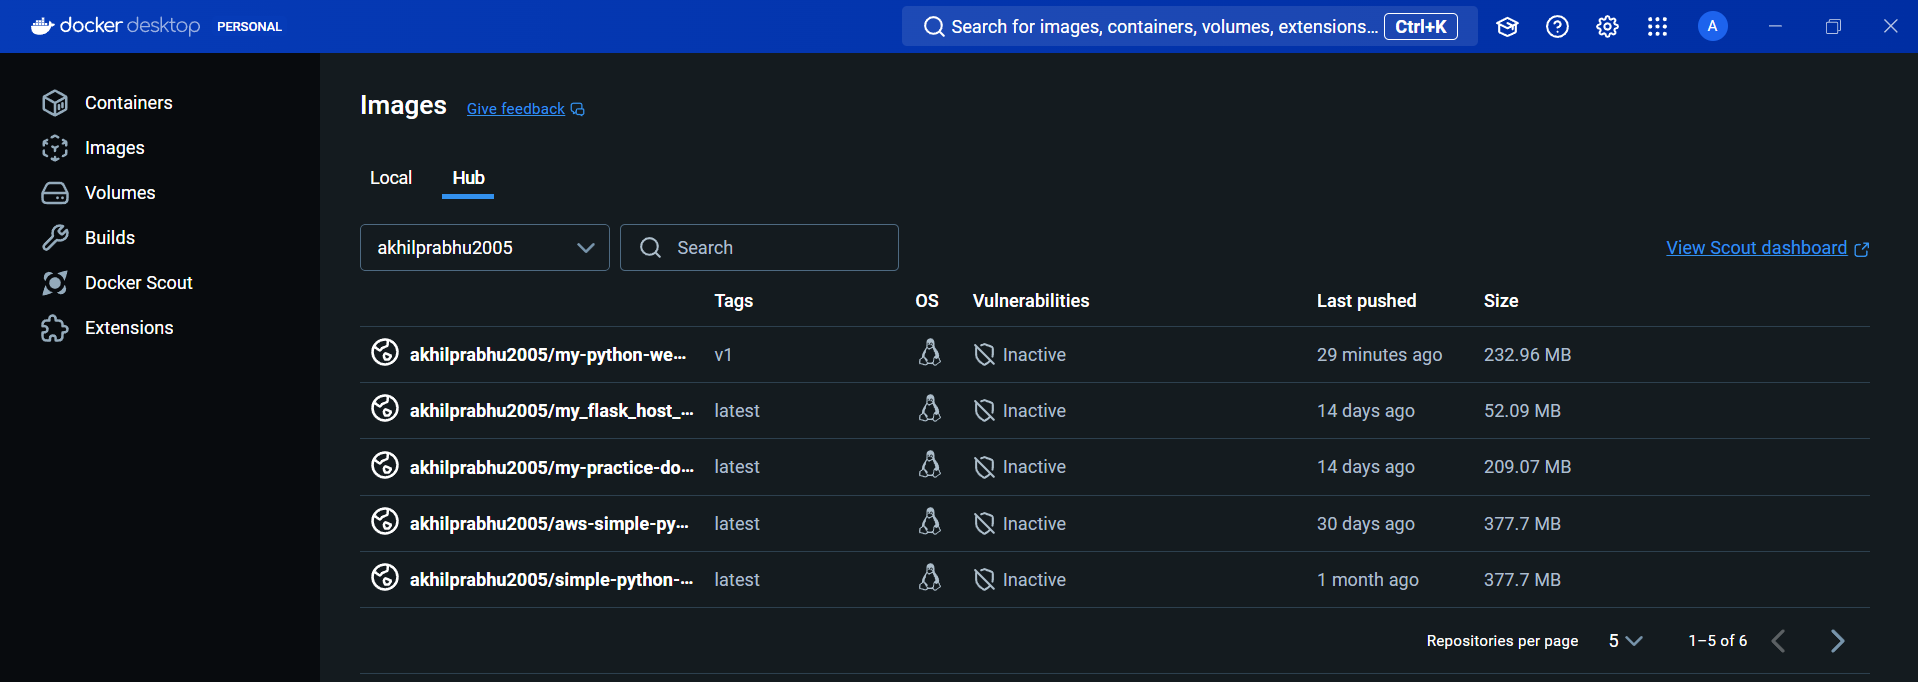 docker desktop PERSONAL
Search for images, containers, volumes, extensions... Ctrl+K
A
Containers
Images
Volumes
Builds
Docker Scout
Extensions
Images Give feedback
Local Hub
akhilprabhu2005 Search View Scout dashboard
Tags OS Vulnerabilities Last pushed Size
akhilprabhu2005/my-python-we... v1 Inactive 29 minutes ago 232.96 MB
akhilprabhu2005/my_flask_host_... latest Inactive 14 days ago 52.09 MB
akhilprabhu2005/my-practice-do... latest Inactive 14 days ago 209.07 MB
akhilprabhu2005/aws-simple-py... latest Inactive 30 days ago 377.7 MB
akhilprabhu2005/simple-python-... latest Inactive 1 month ago 377.7 MB
Repositories per page 5 1–5 of 6